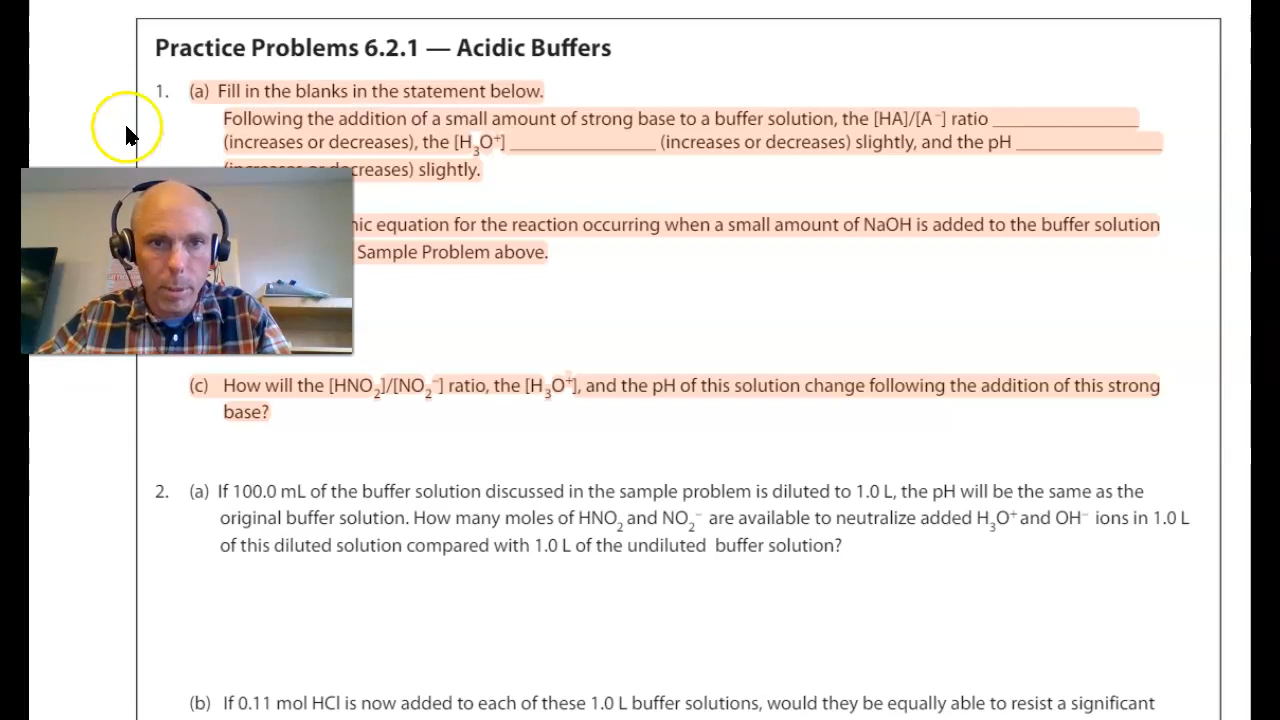 Practice Problems 6.2.1 — Acidic Buffers
1. (a) Fill in the blanks in the statement below.
Following the addition of a small amount of strong base to a buffer solution, the [HA]/[A⁻] ratio _______________
(increases or decreases), the [H₃O⁺] _______________ (increases or decreases) slightly, and the pH _______________
slightly.
equation for the reaction occurring when a small amount of NaOH is added to the buffer solution
Sample Problem above.
(c) How will the [HNO₂]/[NO₂⁻] ratio, the [H₃O⁺], and the pH of this solution change following the addition of this strong
base?
2. (a) If 100.0 mL of the buffer solution discussed in the sample problem is diluted to 1.0 L, the pH will be the same as the
original buffer solution. How many moles of HNO₂ and NO₂⁻ are available to neutralize added H₃O⁺ and OH⁻ ions in 1.0 L
of this diluted solution compared with 1.0 L of the undiluted buffer solution?
(b) If 0.11 mol HCl is now added to each of these 1.0 L buffer solutions, would they be equally able to resist a significant